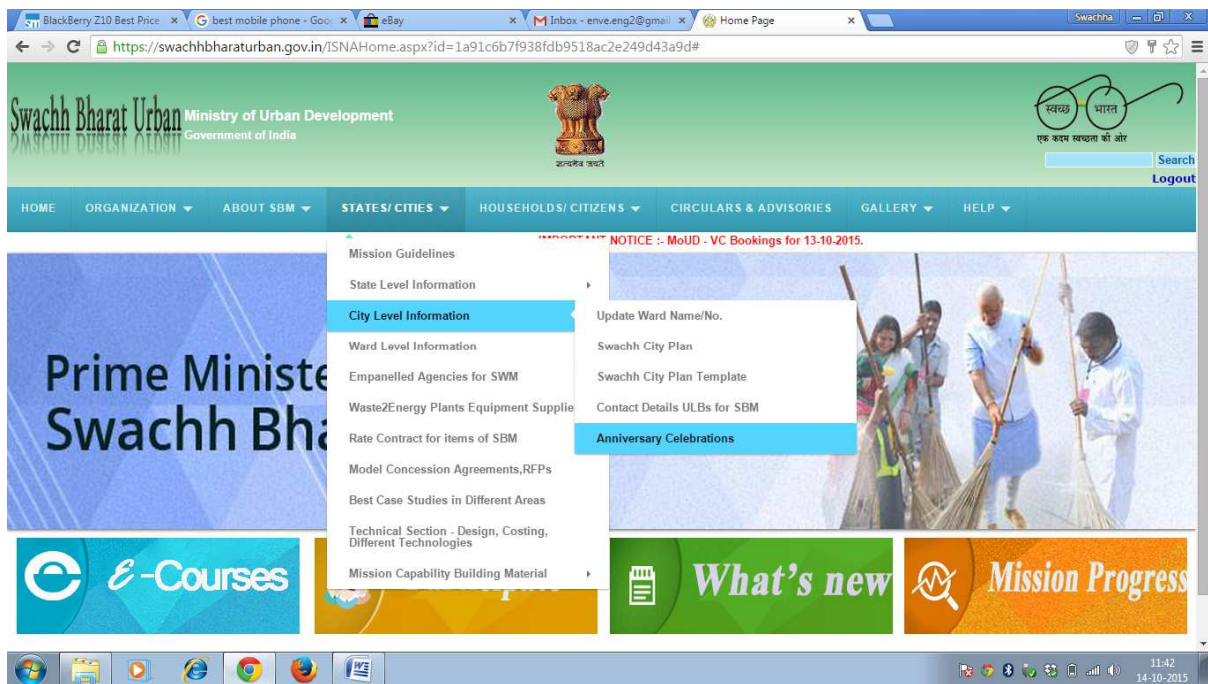 BlackBerry Z10 Best Price
best mobile phone - Goo
eBay
Inbox - enve.eng2@gmail
Home Page
Swachha
https://swachhbharaturban.gov.in/ISNAHome.aspx?id=1a91c6b7f938fdb9518ac2e249d43a9d#
Swachh Bharat Urban
Ministry of Urban Development
Government of India
सत्यमेव जयते
स्वच्छ भारत
एक कदम स्वच्छता की ओर
Search
Logout
HOME ORGANIZATION ABOUT SBM STATES/ CITIES HOUSEHOLDS/ CITIZENS CIRCULARS & ADVISORIES GALLERY HELP
IMPORTANT NOTICE :- MoUD - VC Bookings for 13-10-2015.
Mission Guidelines
State Level Information
City Level Information
Ward Level Information
Empanelled Agencies for SWM
Waste2Energy Plants Equipment Supplie
Rate Contract for items of SBM
Model Concession Agreements,RFPs
Best Case Studies in Different Areas
Technical Section - Design, Costing,
Different Technologies
Mission Capability Building Material
Update Ward Name/No.
Swachh City Plan
Swachh City Plan Template
Contact Details ULBs for SBM
Anniversary Celebrations
Prime Ministe
Swachh Bha
e-Courses
What's new
Mission Progress
11:42
14-10-2015